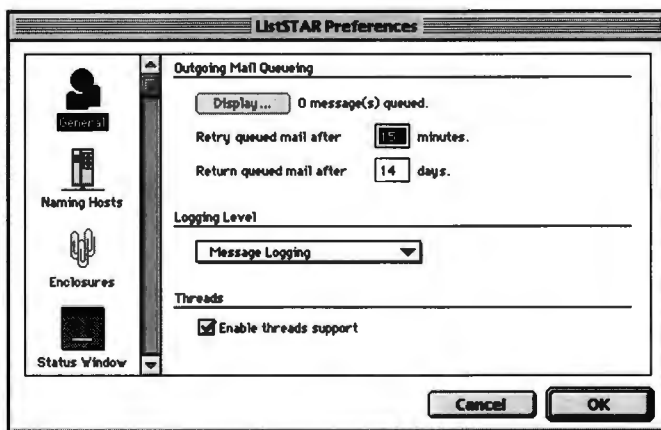 ListSTAR Preferences
General
Naming Hosts
Enclosures
Status Window
Outgoing Mail Queueing
Display... 0 message(s) queued.
Retry queued mail after 15 minutes.
Return queued mail after 14 days.
Logging Level
Message Logging
Threads
Enable threads support
Cancel OK